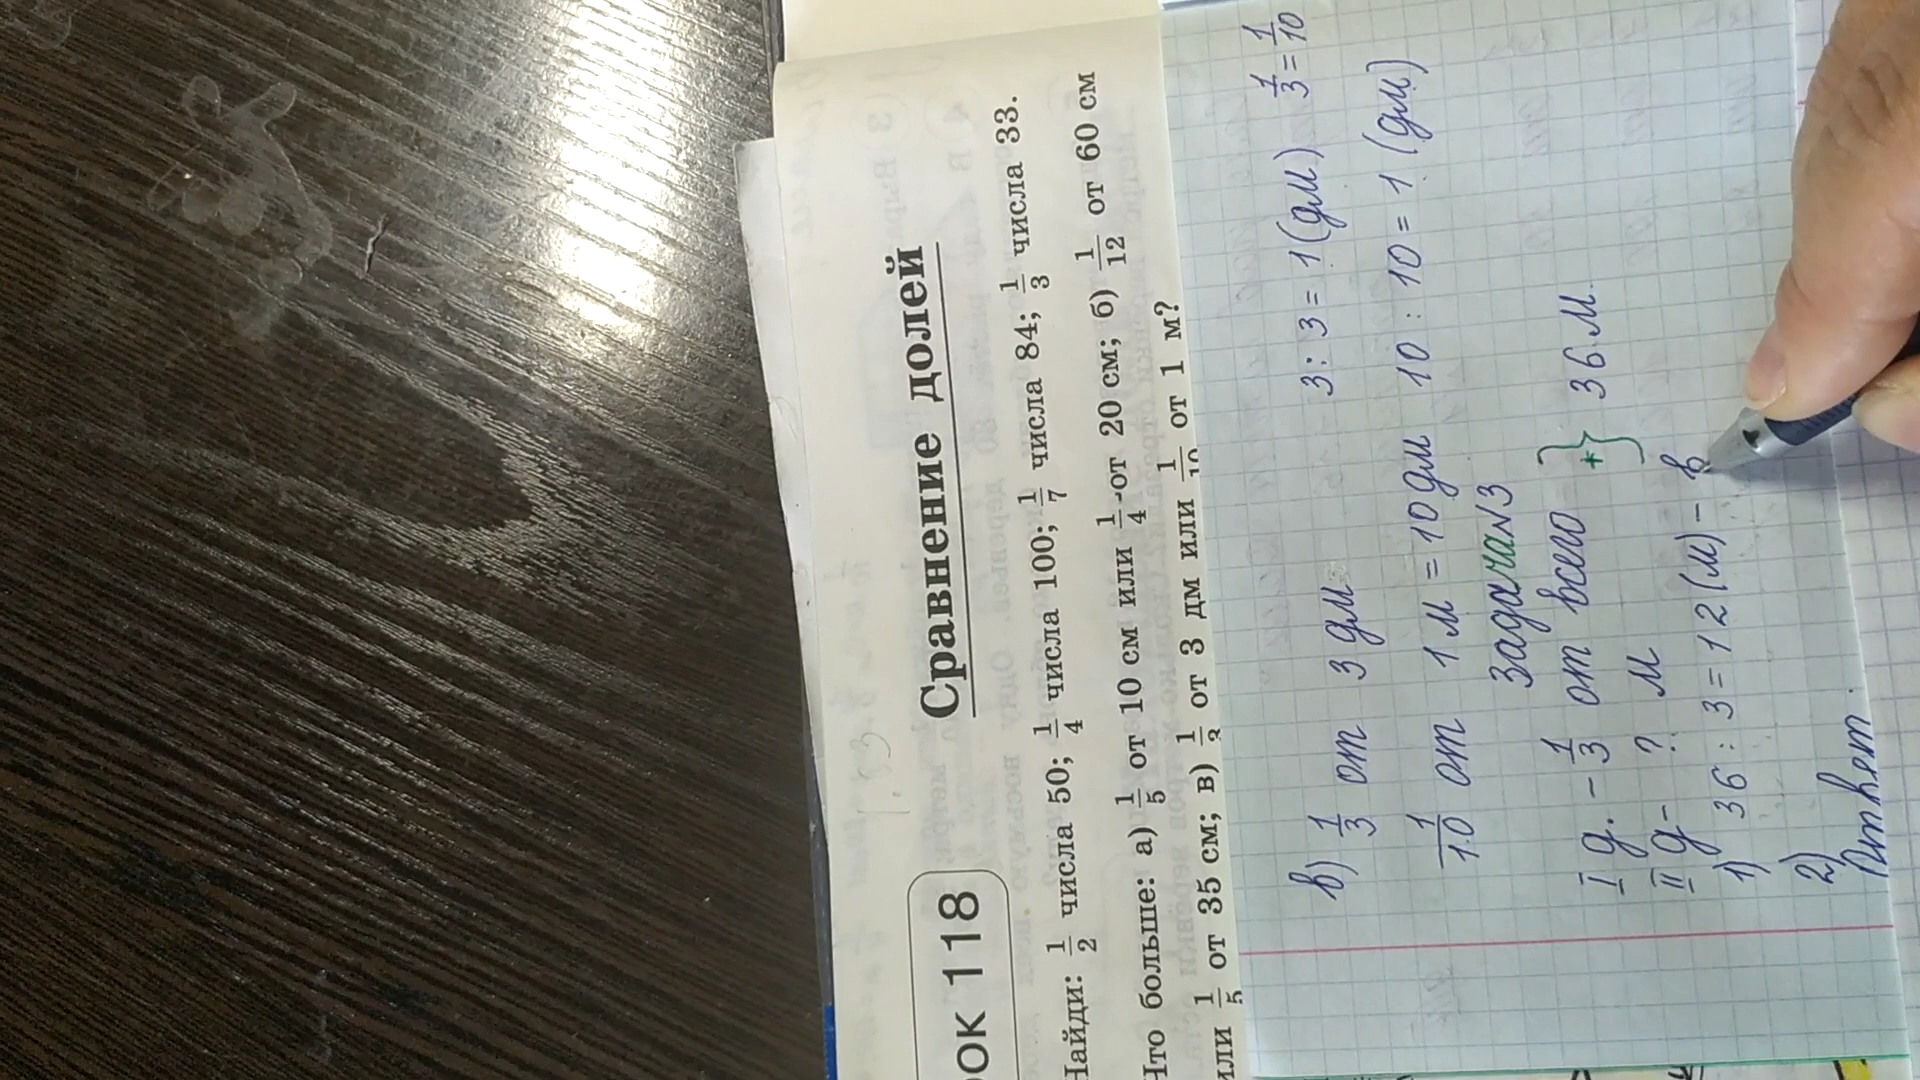 ок 118
Сравнение долей
Найди: 1/2 числа 50; 1/4 числа 100; 1/7 числа 84; 1/3 числа 33.
Что больше: а) 1/5 от 10 см или 1/4 от 20 см; б) 1/12 от 60 см
или 1/5 от 35 см; в) 1/3 от 3 дм или 1/10 от 1 м?
в) 1/3 от 3 дм 3 : 3 = 1 (дм) 1/3 = 1/10
1/10 от 1 м = 10 дм 10 : 10 = 1 (дм)
Задача N3
I д. - 1/3 от всего
+ } 36 м.
II д - ? м
1) 36 : 3 = 12 (м) - в
2)
Ответ.